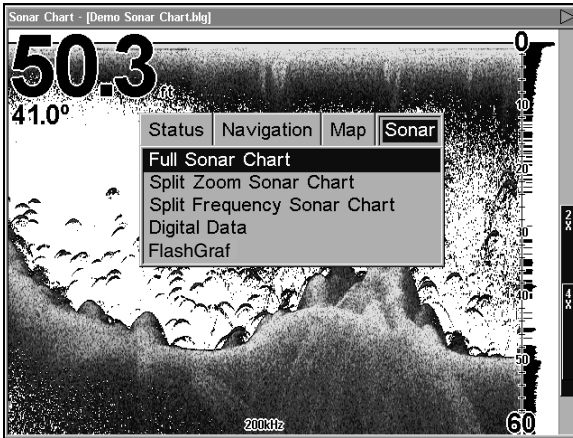 Sonar Chart - [Demo Sonar Chart.blg]
50.3 ft
41.0°
0
10
20
30
40
50
60
Status Navigation Map Sonar
Full Sonar Chart
Split Zoom Sonar Chart
Split Frequency Sonar Chart
Digital Data
FlashGraf
2X
4X
200kHz